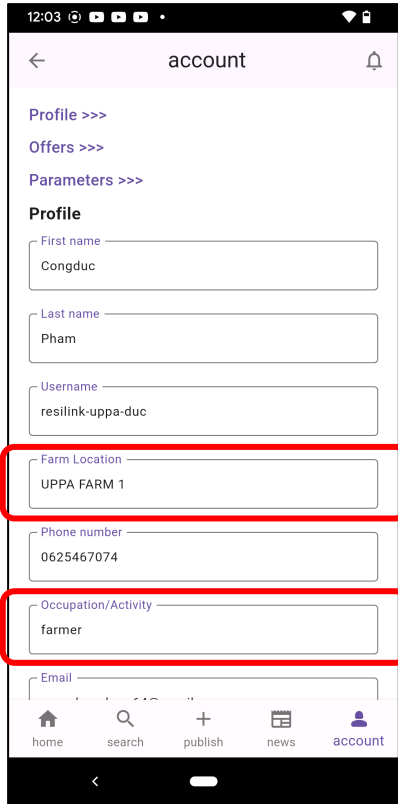 12:03
account
Profile >>>
Offers >>>
Parameters >>>
Profile
First name
Congduc
Last name
Pham
Username
resilink-uppa-duc
Farm Location
UPPA FARM 1
Phone number
0625467074
Occupation/Activity
farmer
Email
home search publish news account